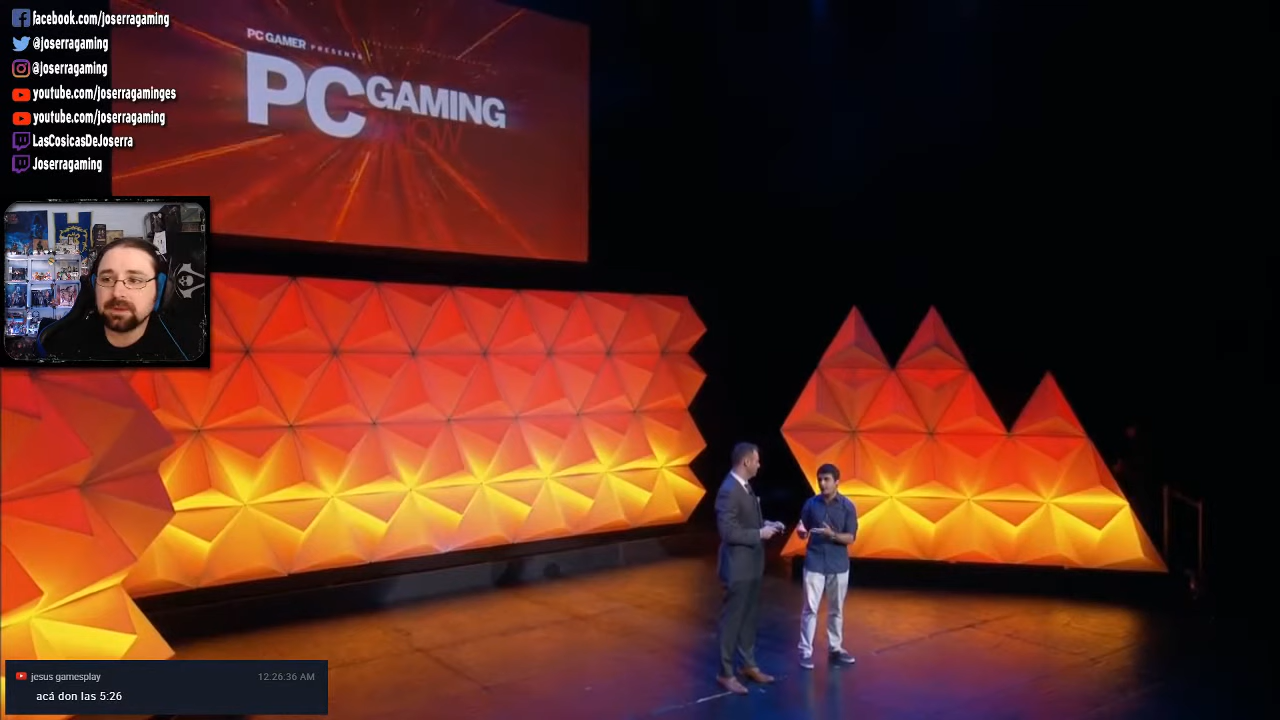 facebook.com/joserragaming
@joserragaming
@joserragaming
youtube.com/joserragaminges
youtube.com/joserragaming
LasCosicasDeJoserra
Joserragaming
PC GAMER PRESENTS
PC GAMING
NOW
jesus gamesplay 12:26:36 AM
acá don las 5:26